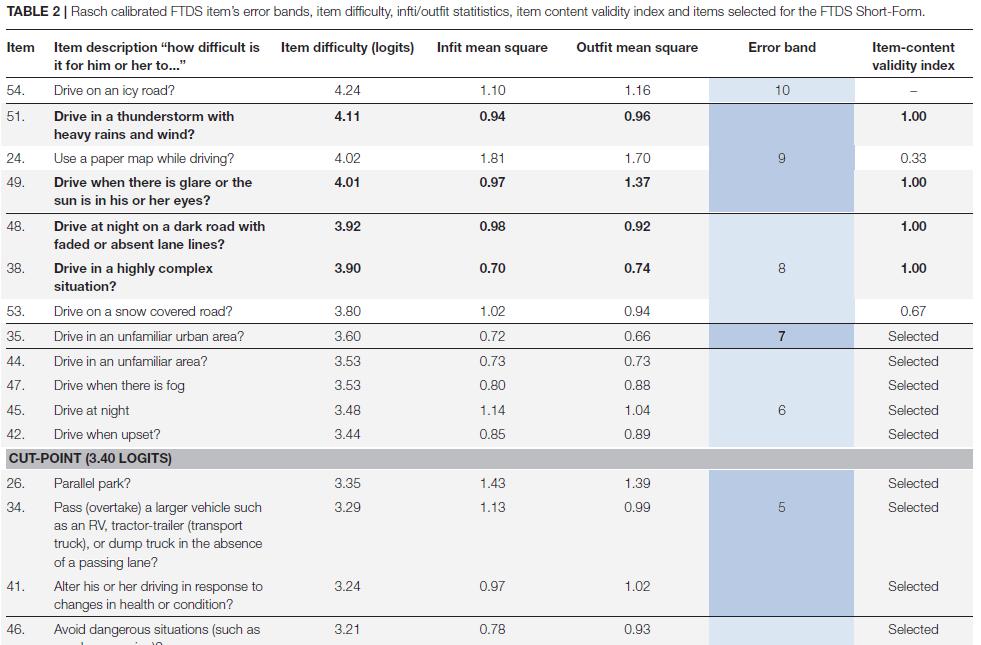 TABLE 2 | Rasch calibrated FTDS item's error bands, item difficulty, infti/outfit statitistics, item content validity index and items selected for the FTDS Short-Form.
Item Item description “how difficult is it for him or her to...” Item difficulty (logits) Infit mean square Outfit mean square Error band Item-content validity index
54. Drive on an icy road? 4.24 1.10 1.16 10 –
51. Drive in a thunderstorm with heavy rains and wind? 4.11 0.94 0.96 1.00
24. Use a paper map while driving? 4.02 1.81 1.70 9 0.33
49. Drive when there is glare or the sun is in his or her eyes? 4.01 0.97 1.37 1.00
48. Drive at night on a dark road with faded or absent lane lines? 3.92 0.98 0.92 1.00
38. Drive in a highly complex situation? 3.90 0.70 0.74 8 1.00
53. Drive on a snow covered road? 3.80 1.02 0.94 0.67
35. Drive in an unfamiliar urban area? 3.60 0.72 0.66 7 Selected
44. Drive in an unfamiliar area? 3.53 0.73 0.73 Selected
47. Drive when there is fog 3.53 0.80 0.88 Selected
45. Drive at night 3.48 1.14 1.04 6 Selected
42. Drive when upset? 3.44 0.85 0.89 Selected
CUT-POINT (3.40 LOGITS)
26. Parallel park? 3.35 1.43 1.39 Selected
34. Pass (overtake) a larger vehicle such as an RV, tractor-trailer (transport truck), or dump truck in the absence of a passing lane? 3.29 1.13 0.99 5 Selected
41. Alter his or her driving in response to changes in health or condition? 3.24 0.97 1.02 Selected
46. Avoid dangerous situations (such as 3.21 0.78 0.93 Selected